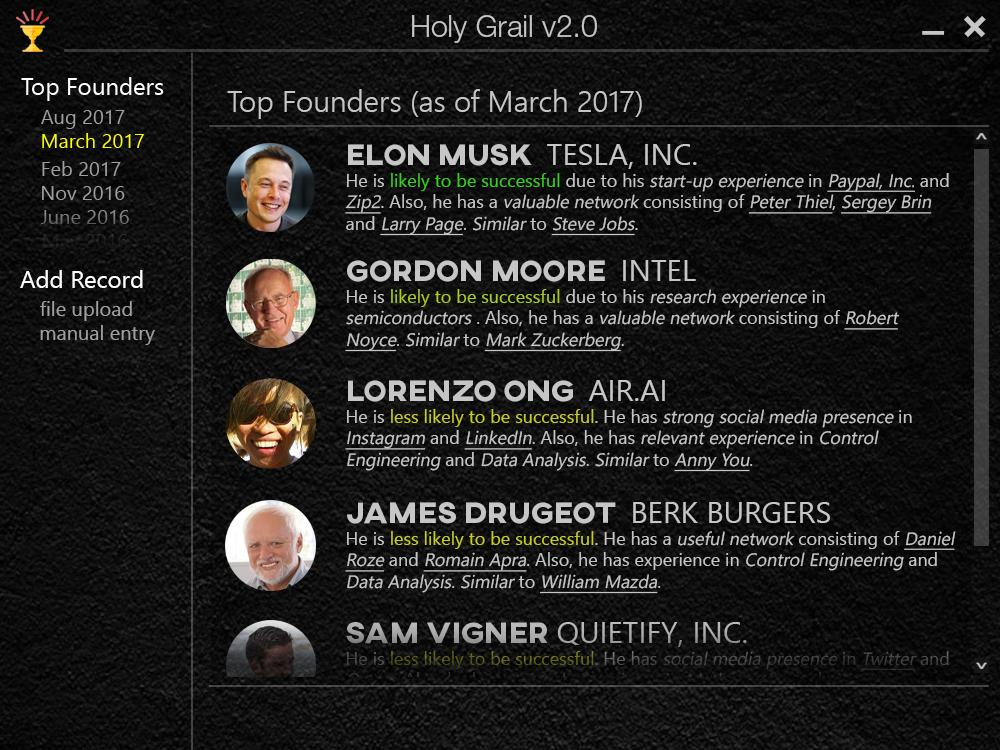 Holy Grail v2.0
Top Founders
Aug 2017
March 2017
Feb 2017
Nov 2016
June 2016
Add Record
file upload
manual entry
Top Founders (as of March 2017)
ELON MUSK TESLA, INC.
He is likely to be successful due to his start-up experience in Paypal, Inc. and
Zip2. Also, he has a valuable network consisting of Peter Thiel, Sergey Brin
and Larry Page. Similar to Steve Jobs.
GORDON MOORE INTEL
He is likely to be successful due to his research experience in
semiconductors . Also, he has a valuable network consisting of Robert
Noyce. Similar to Mark Zuckerberg.
LORENZO ONG AIR.AI
He is less likely to be successful. He has strong social media presence in
Instagram and LinkedIn. Also, he has relevant experience in Control
Engineering and Data Analysis. Similar to Anny You.
JAMES DRUGEOT BERK BURGERS
He is less likely to be successful. He has a useful network consisting of Daniel
Roze and Romain Apra. Also, he has experience in Control Engineering and
Data Analysis. Similar to William Mazda.
SAM VIGNER QUIETIFY, INC.
He is less likely to be successful. He has social media presence in Twitter and